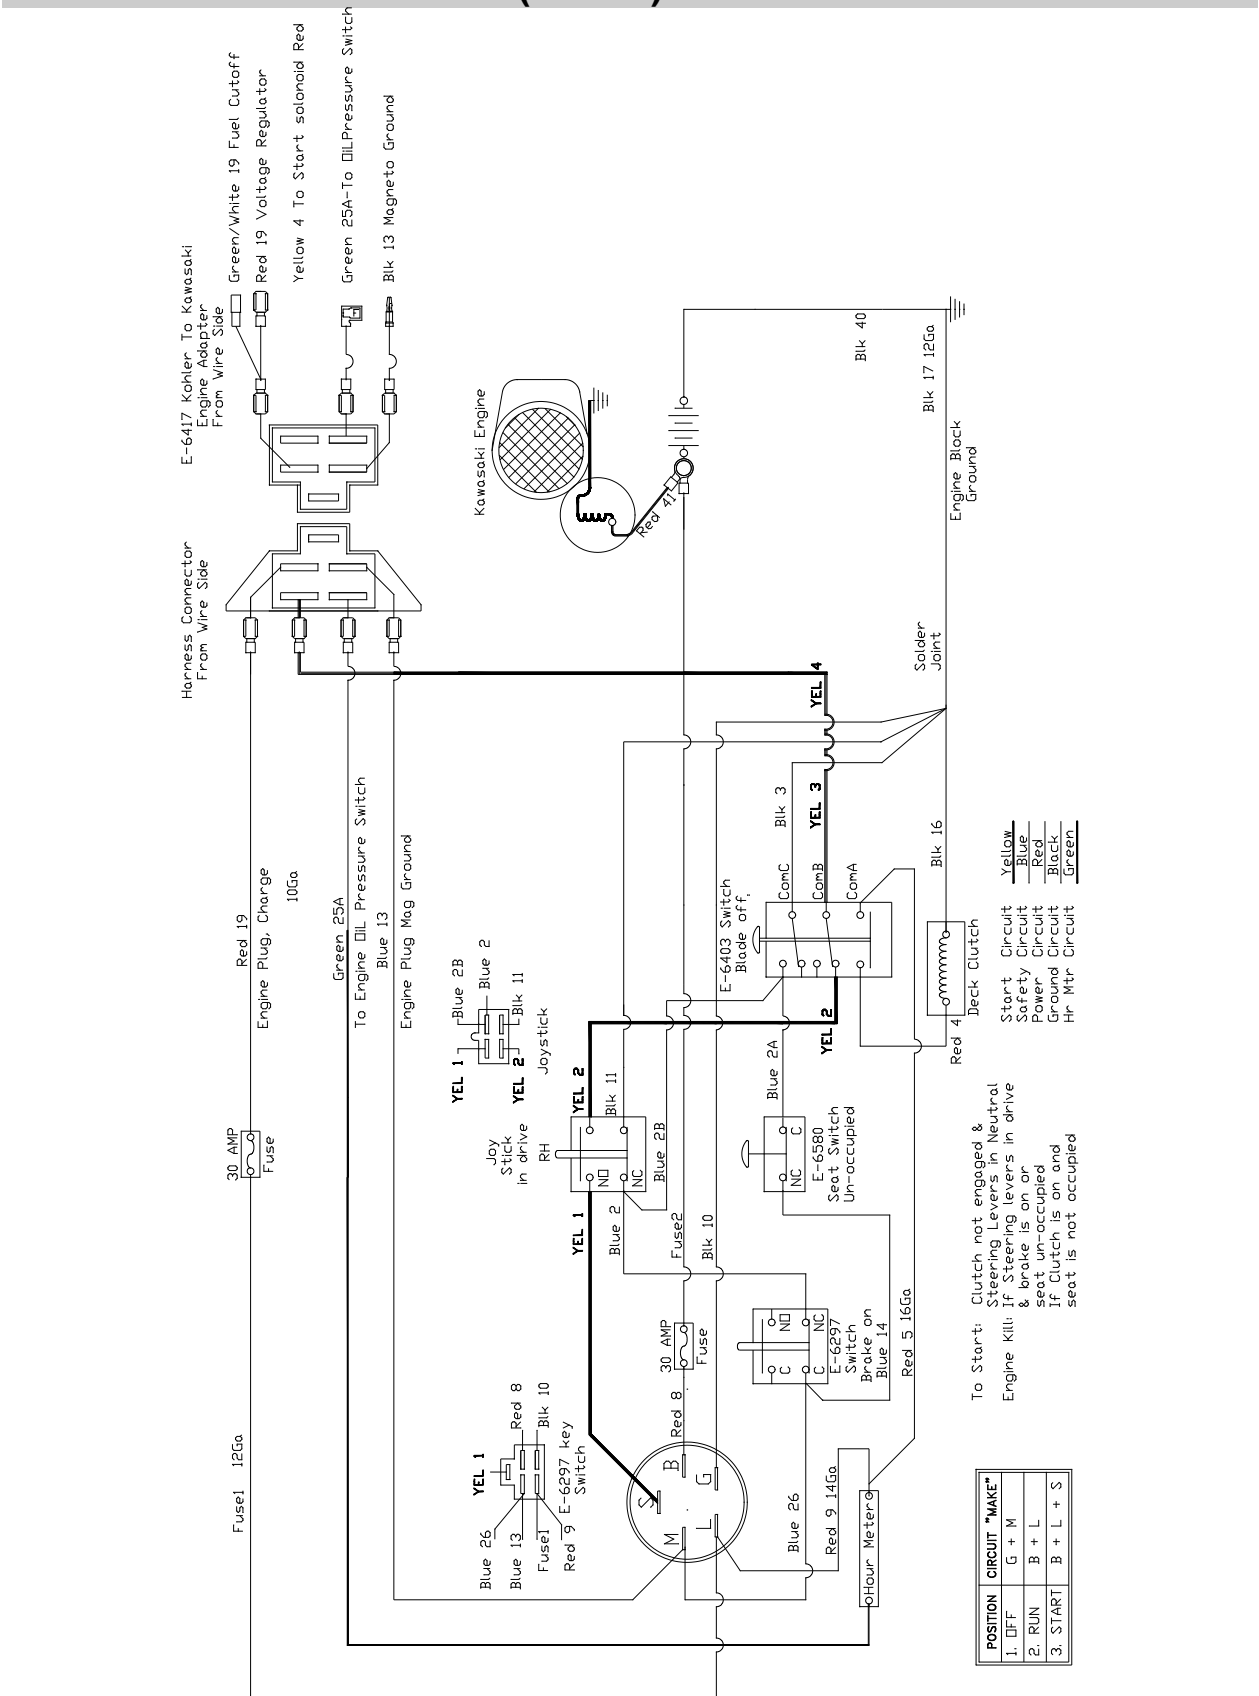 E-6417 Kohler To Kawasaki
Engine Adapter
From Wire Side
Green/White 19 Fuel Cutoff
Red 19 Voltage Regulator
Yellow 4 To Start solonoid Red
Green 25A-To OiLPressure Switch
Blk 13 Magneto Ground
Harness Connector
From Wire Side
Kawasaki Engine
Red 41
Blk 40
Blk 17 12Ga
Engine Block
Ground
Solder
Joint
YEL 4
YEL 3
Blk 3
Blk 16
Red 19
Engine Plug, Charge
10Ga
Green 25A
To Engine OiL Pressure Switch
Blue 13
Engine Plug Mag Ground
Blue 2B
Blue 2
YEL 1
Blk 11
YEL 2
Joystick
E-6403 Switch
Blade off,
ComC
ComB
ComA
YEL 2
Blue 2A
Deck Clutch
Red 4
Start Circuit Yellow
Safety Circuit Blue
Power Circuit Red
Ground Circuit Black
Hr Mtr Circuit Green
30 AMP
Fuse
Joy
Stick
in drive
RH
YEL 2
Blk 11
NO
NC
Blue 2B
YEL 1
Blue 2
C
NC
E-6580
Seat Switch
Un-occupied
Fuse2
Blk 10
30 AMP
Fuse
Red 8
NO
NC
C
C
E-6297
Switch
Brake on
Blue 14
Red 5 16Ga
To Start: Clutch not engaged &
Steering Levers in Neutral
Engine Kill: If Steering levers in drive
& brake is on or
seat un-occupied
If Clutch is on and
seat is not occupied
Fuse1 12Ga
YEL 1
Red 8
Blk 10
Blue 26
Blue 13
Fuse1
Red 9
E-6297 key
Switch
S
B
G
M
L
Blue 26
Red 9 14Ga
Hour Meter
POSITION CIRCUIT "MAKE"
1. OFF G + M
2. RUN B + L
3. START B + L + S